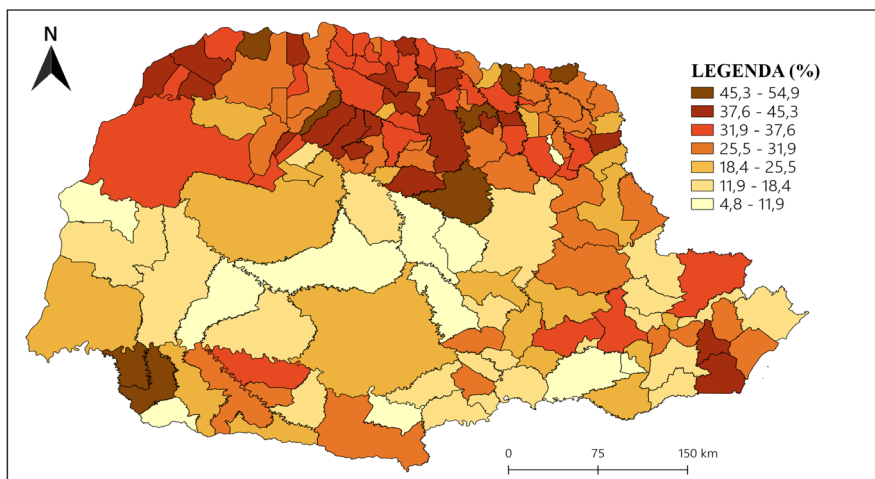 N
LEGENDA (%)
45,3 - 54,9
37,6 - 45,3
31,9 - 37,6
25,5 - 31,9
18,4 - 25,5
11,9 - 18,4
4,8 - 11,9
0 75 150 km